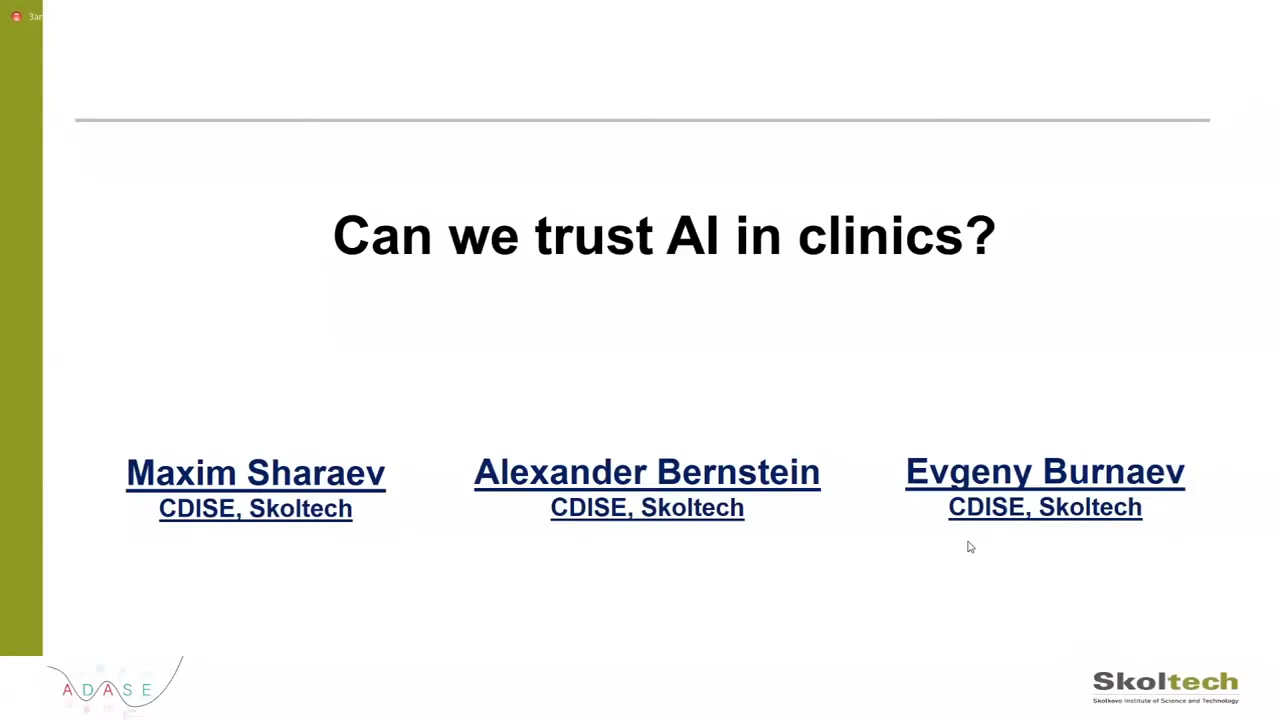 Can we trust AI in clinics?
Maxim Sharaev
CDISE, Skoltech
Alexander Bernstein
CDISE, Skoltech
Evgeny Burnaev
CDISE, Skoltech
ADASE
Skoltech
Skolkovo Institute of Science and Technology